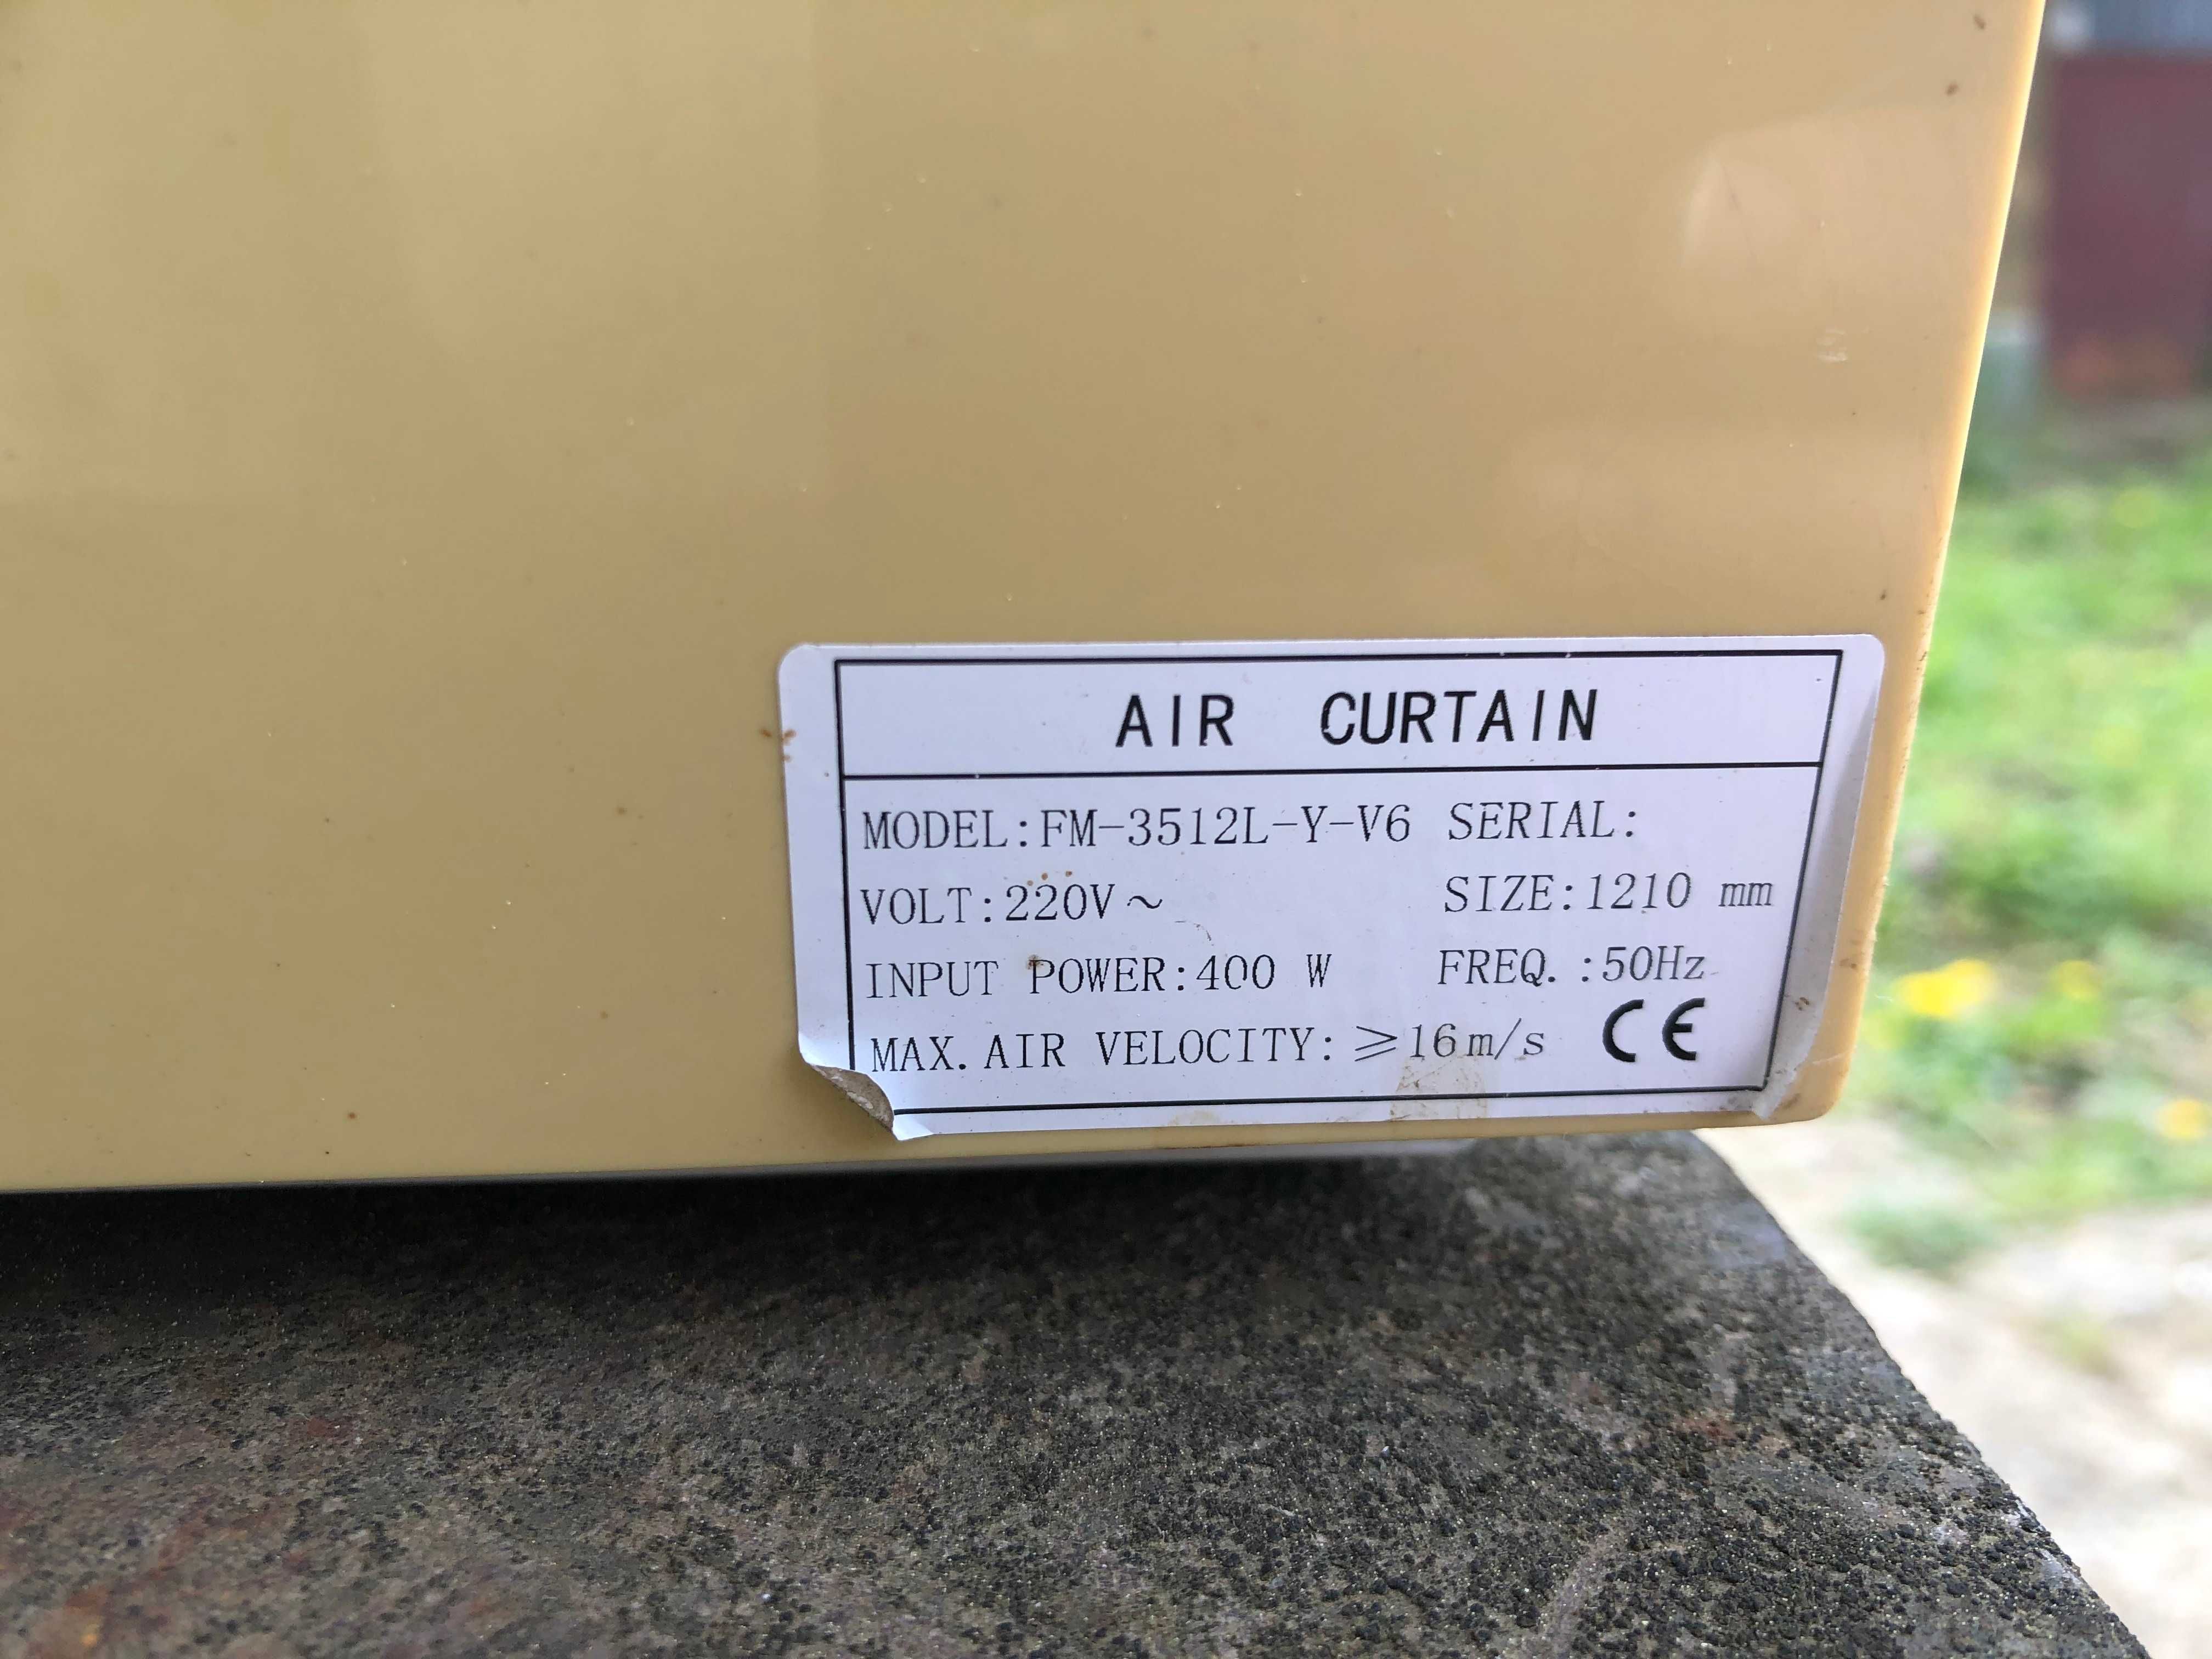 AIR CURTAIN
MODEL:FM-3512L-Y-V6 SERIAL:
VOLT:220V~ SIZE:1210 mm
INPUT POWER:400 W FREQ.:50Hz
MAX. AIR VELOCITY:≥16m/s CE